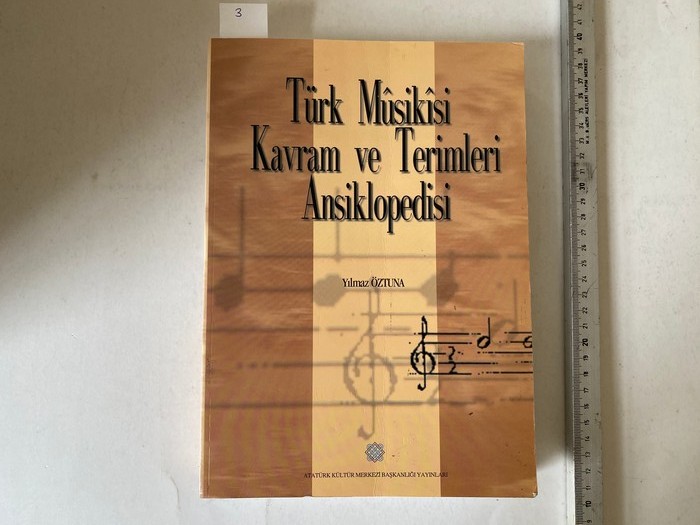 3
Türk Mûsikîsi
Kavram ve Terimleri
Ansiklopedisi
Yılmaz ÖZTUNA
ATATÜRK KÜLTÜR MERKEZİ BAŞKANLIĞI YAYINLARI